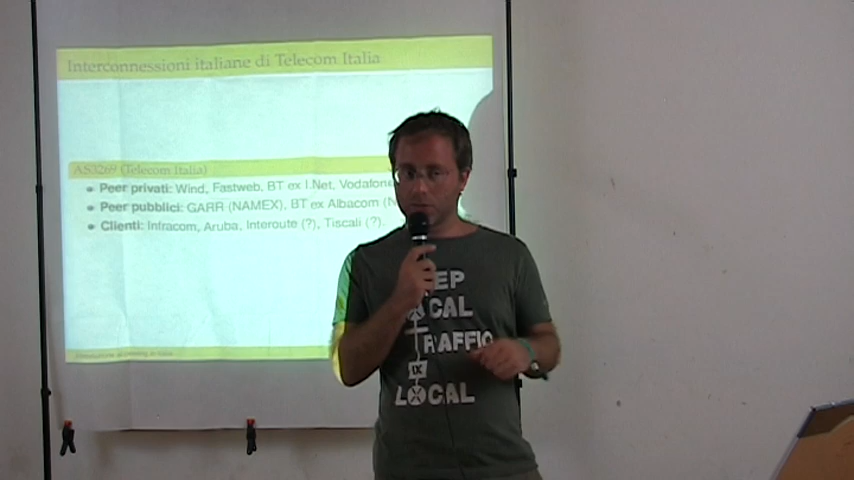 Interconnessioni italiane di Telecom Italia
AS3269 (Telecom Italia)
Peer privati: Wind, Fastweb, BT ex I.Net, Vodafone
Peer pubblici: GARR (NAMEX), BT ex Albacom (N
Clienti: Infracom, Aruba, Interoute (?), Tiscali (?).
EP
CAL
TRAFFIC
IX
LOCAL